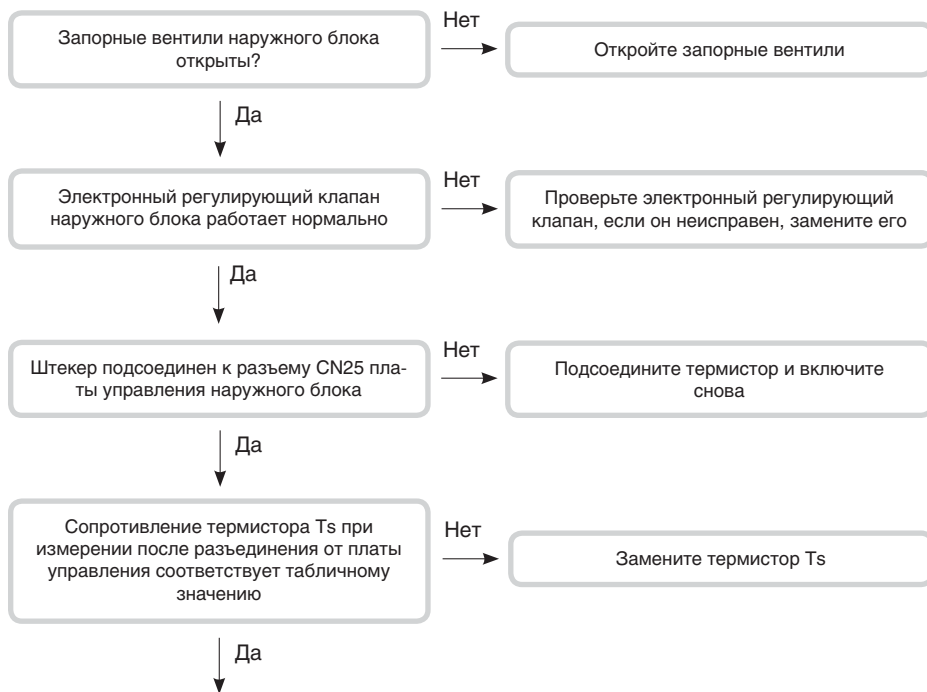 Запорные вентили наружного блока
открыты?
Нет
Откройте запорные вентили
Да
Электронный регулирующий клапан
наружного блока работает нормально
Нет
Проверьте электронный регулирующий
клапан, если он неисправен, замените его
Да
Штекер подсоединен к разъему CN25 пла-
ты управления наружного блока
Нет
Подсоедините термистор и включите
снова
Да
Сопротивление термистора Ts при
измерении после разъединения от платы
управления соответствует табличному
значению
Нет
Замените термистор Ts
Да